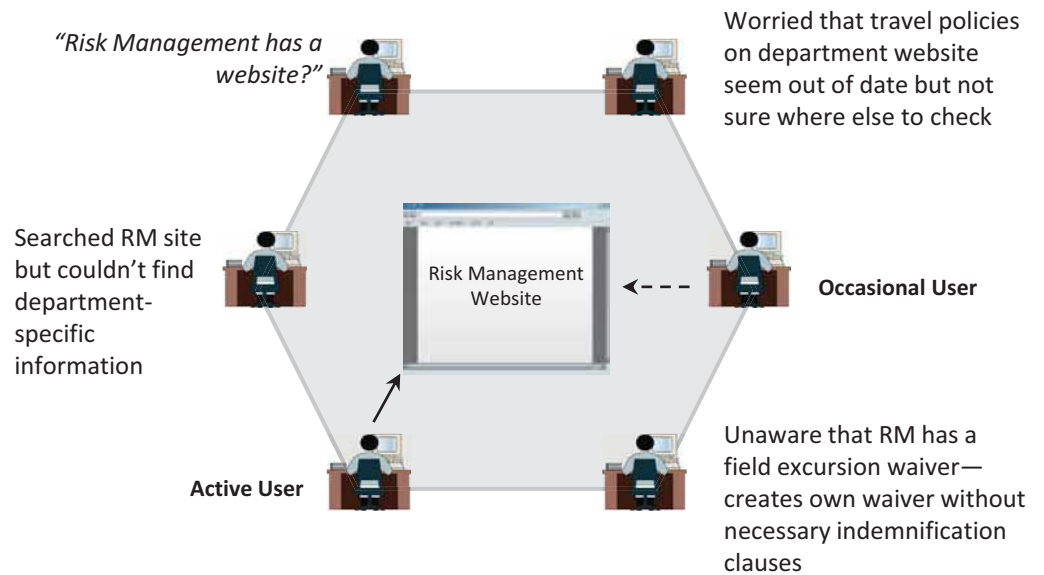 “Risk Management has a
website?”
Worried that travel policies
on department website
seem out of date but not
sure where else to check
Searched RM site
but couldn’t find
department-
specific
information
Risk Management
Website
Occasional User
Active User
Unaware that RM has a
field excursion waiver—
creates own waiver without
necessary indemnification
clauses